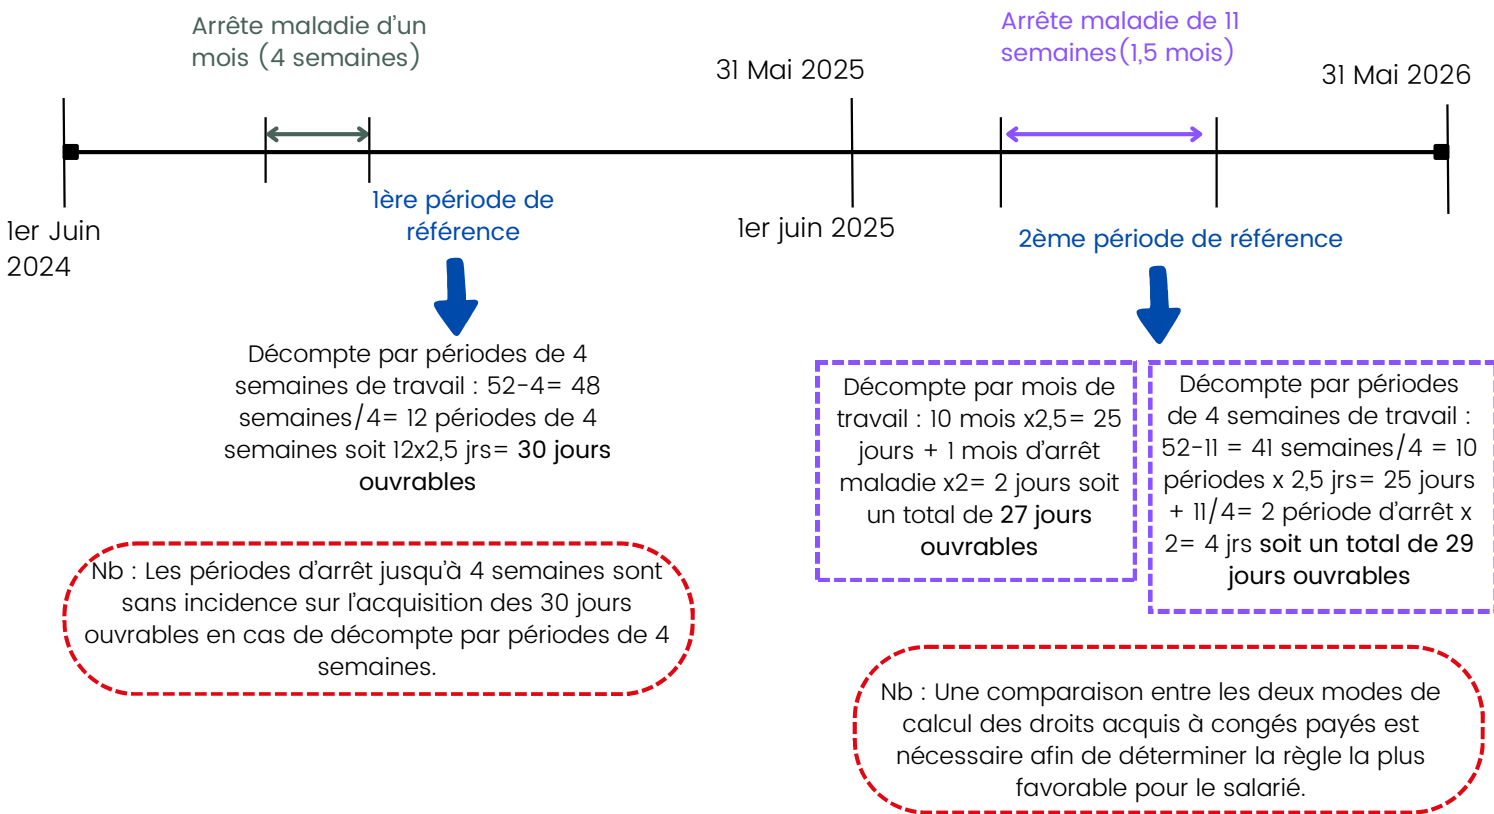 Arrête maladie d'un
mois (4 semaines)
Arrête maladie de 11
semaines(1,5 mois)
31 Mai 2025
31 Mai 2026
1er Juin
2024
1ère période de
référence
1er juin 2025
2ème période de référence
Décompte par périodes de 4
semaines de travail : 52-4= 48
semaines/4= 12 périodes de 4
semaines soit 12x2,5 jrs= 30 jours
ouvrables
Décompte par mois de
travail : 10 mois x2,5= 25
jours + 1 mois d'arrêt
maladie x2= 2 jours soit
un total de 27 jours
ouvrables
Décompte par périodes
de 4 semaines de travail :
52-11 = 41 semaines/4 = 10
périodes x 2,5 jrs= 25 jours
+ 11/4= 2 période d'arrêt x
2= 4 jrs soit un total de 29
jours ouvrables
Nb : Les périodes d'arrêt jusqu'à 4 semaines sont
sans incidence sur l'acquisition des 30 jours
ouvrables en cas de décompte par périodes de 4
semaines.
Nb : Une comparaison entre les deux modes de
calcul des droits acquis à congés payés est
nécessaire afin de déterminer la règle la plus
favorable pour le salarié.